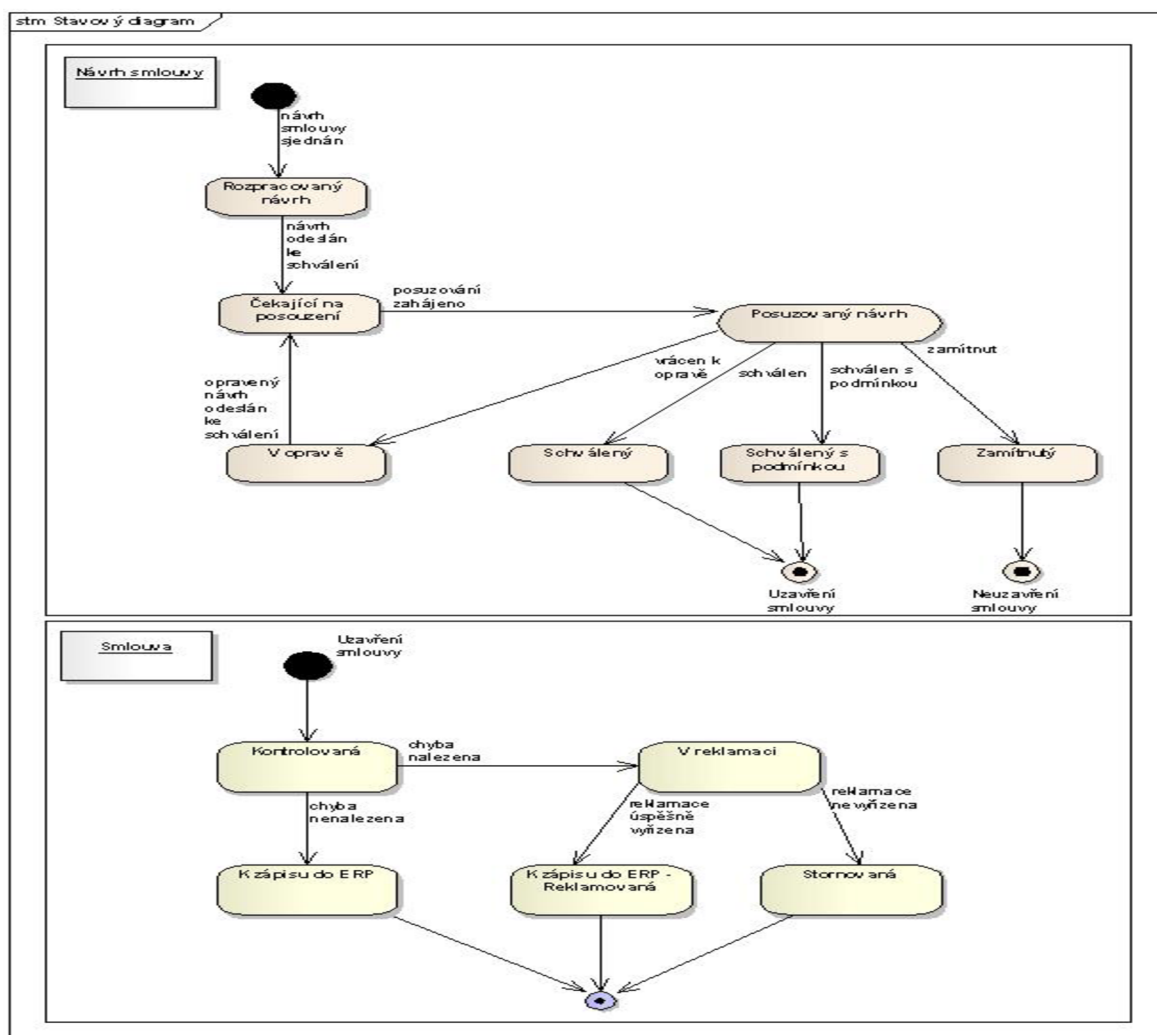 stm Stavový diagram
Návrh smlouvy
návrh
smlouvy
sjednán
Rozpracovaný
návrh
návrh
odeslán
ke
schválení
Čekající na
posouzení
posuzování
zahájeno
Posuzovaný návrh
vrácen k
opravě
schválen
schválen s
podmínkou
zamítnut
opravený
návrh
odeslán
ke
schválení
V opravě
Schválený
Schválený s
podmínkou
Zamítnutý
Uzavření
smlouvy
Neuzavření
smlouvy
Smlouva
Uzavření
smlouvy
Kontrolovaná
chyba
nalezena
V reklamaci
chyba
nenalezena
reklamace
úspěšně
vyřízena
reklamace
nevyřízena
K zápisu do ERP
K zápisu do ERP -
Reklamovaná
Stornovaná